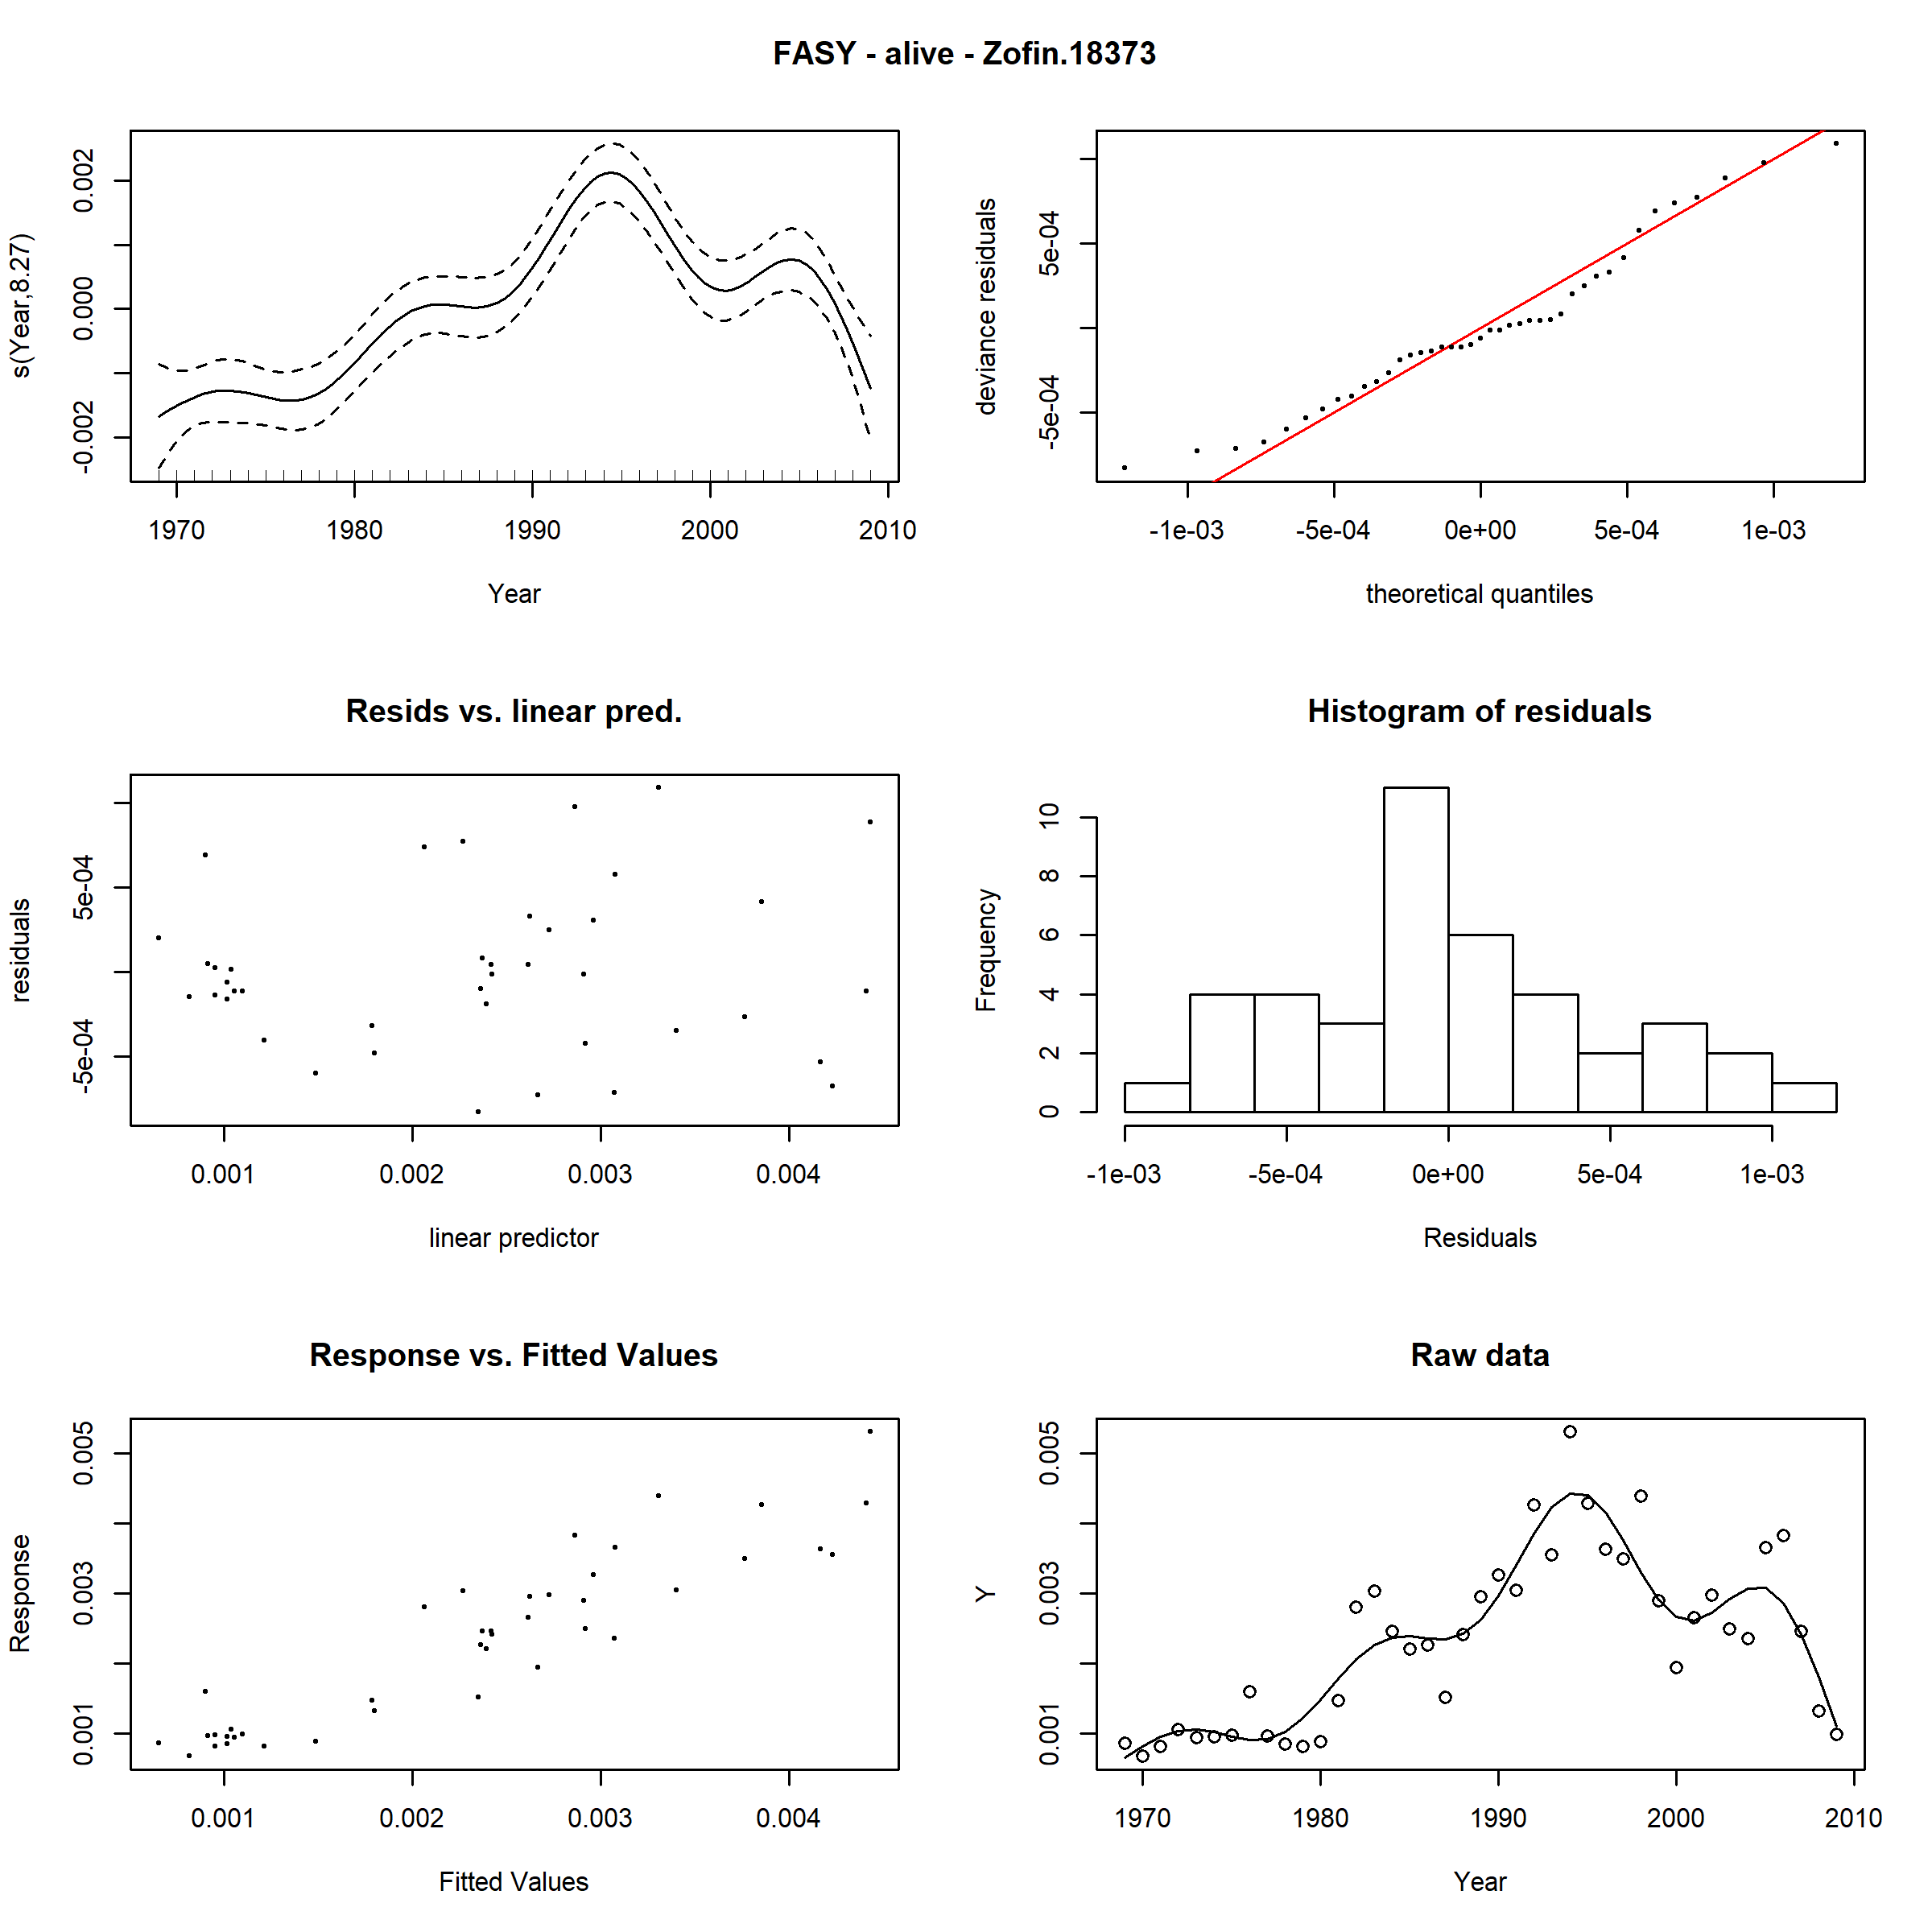 FASY - alive - Zofin.18373
s(Year,8.27)
0.002
0.000
-0.002
1970 1980 1990 2000 2010
Year
deviance residuals
5e-04
-5e-04
-1e-03 -5e-04 0e+00 5e-04 1e-03
theoretical quantiles
Resids vs. linear pred.
residuals
5e-04
-5e-04
0.001 0.002 0.003 0.004
linear predictor
Histogram of residuals
Frequency
10
8
6
4
2
0
-1e-03 -5e-04 0e+00 5e-04 1e-03
Residuals
Response vs. Fitted Values
Response
0.005
0.003
0.001
0.001 0.002 0.003 0.004
Fitted Values
Raw data
Y
0.005
0.003
0.001
1970 1980 1990 2000 2010
Year